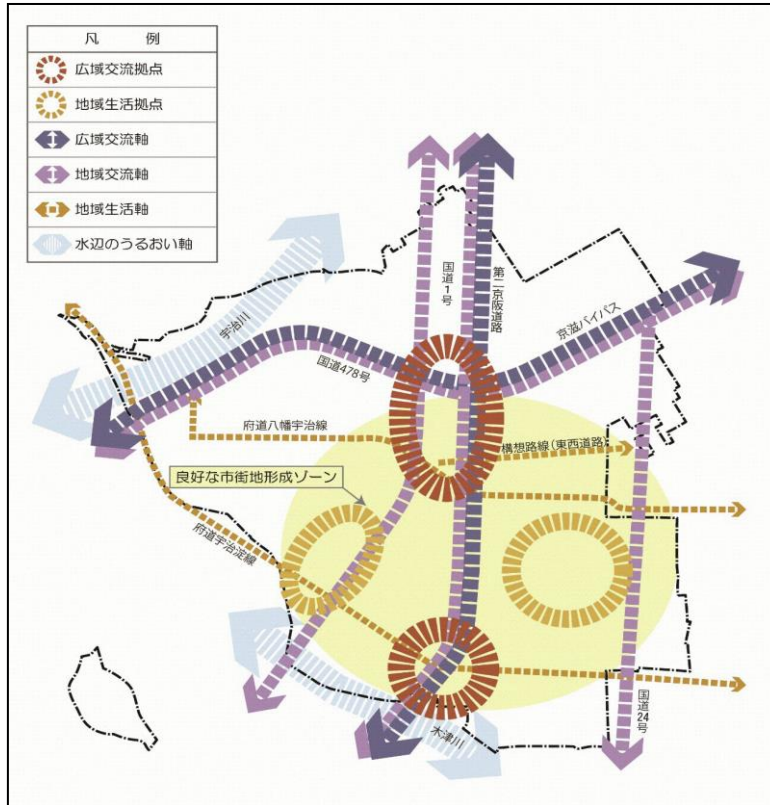 凡　例
広域交流拠点
地域生活拠点
広域交流軸
地域交流軸
地域生活軸
水辺のうるおい軸
国道1号
第二京阪道路
京滋バイパス
宇治川
国道478号
府道八幡宇治線
構想路線(東西道路)
良好な市街地形成ゾーン
府道宇治淀線
木津川
国道24号